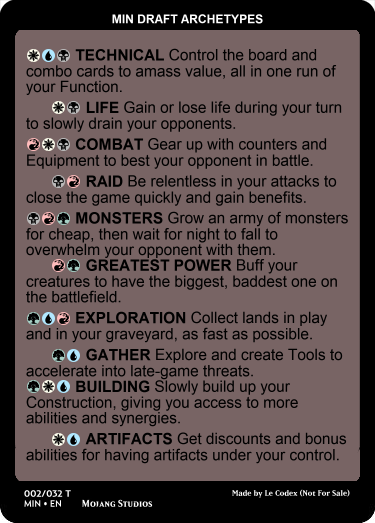 MIN DRAFT ARCHETYPES
TECHNICAL Control the board and
combo cards to amass value, all in one run of
your Function.
LIFE Gain or lose life during your turn
to slowly drain your opponents.
COMBAT Gear up with counters and
Equipment to best your opponent in battle.
RAID Be relentless in your attacks to
close the game quickly and gain benefits.
MONSTERS Grow an army of monsters
for cheap, then wait for night to fall to
overwhelm your opponent with them.
GREATEST POWER Buff your
creatures to have the biggest, baddest one on
the battlefield.
EXPLORATION Collect lands in play
and in your graveyard, as fast as possible.
GATHER Explore and create Tools to
accelerate into late-game threats.
BUILDING Slowly build up your
Construction, giving you access to more
abilities and synergies.
ARTIFACTS Get discounts and bonus
abilities for having artifacts under your control.
002/032 T
Made by Le Codex (Not For Sale)
MIN • EN Mojang Studios